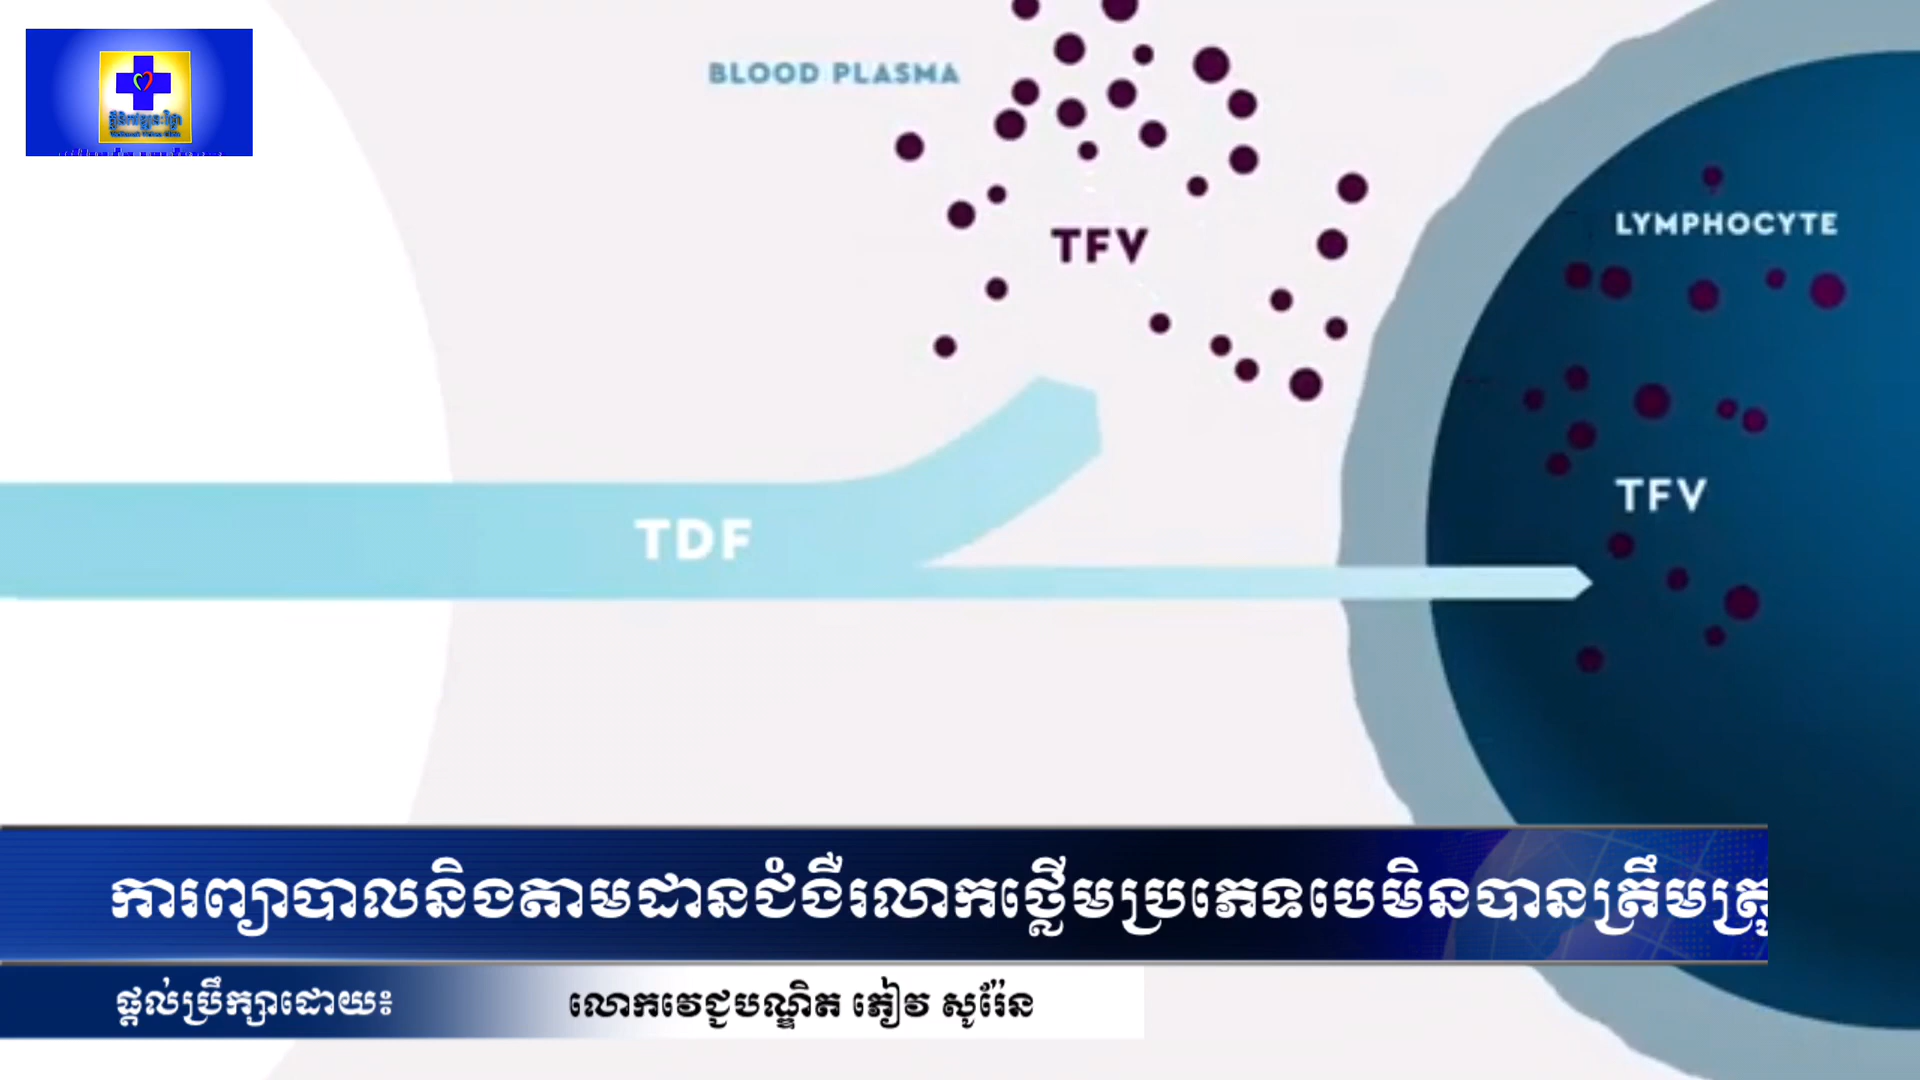 BLOOD PLASMA
TFV
LYMPHOCYTE
TFV
TDF
ការព្យាបាលនិងតាមដានជំងឺរលាកថ្លើមប្រភេទបេមិនបានត្រឹមត្រូ
ផ្តល់ប្រឹក្សាដោយ៖
លោកវេជ្ជបណ្ឌិត ភៀវ សូរ៉ែន